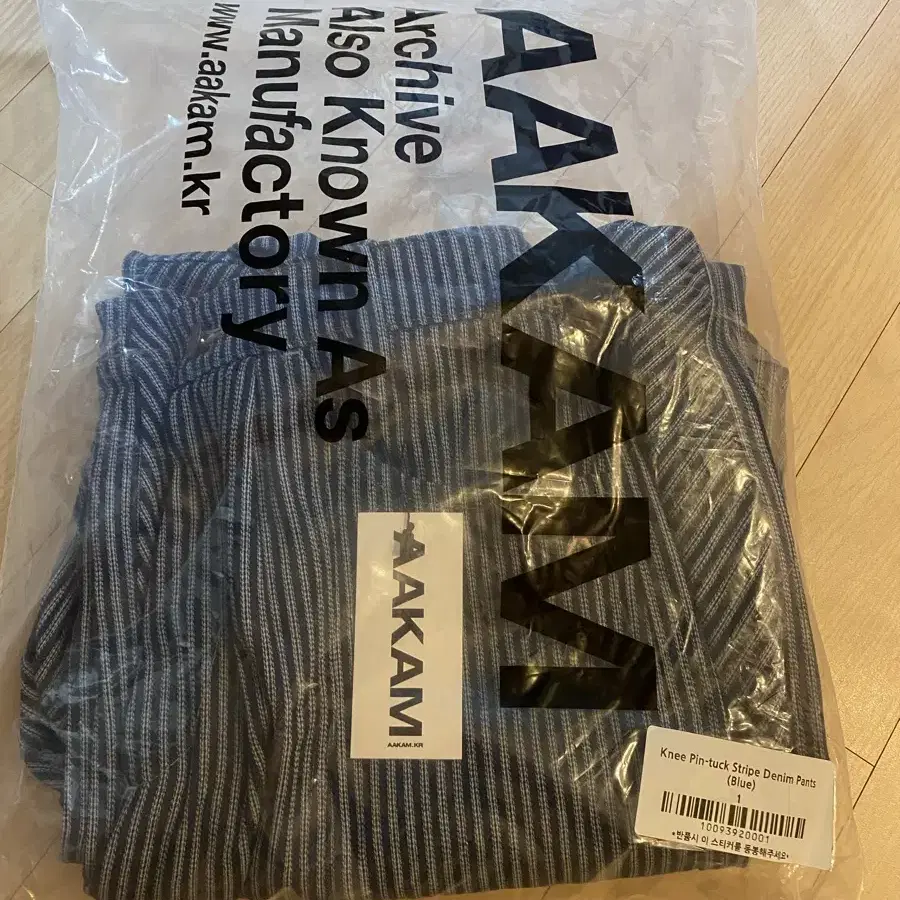 AAKAM
Archive
Also Known As
Manufactory
www.aakam.kr
AAKAM
AAKAM.KR
Knee Pin-tuck Stripe Denim Pants
(Blue)
1
10093920001
*반품시 이 스티커를 동봉해주세요*